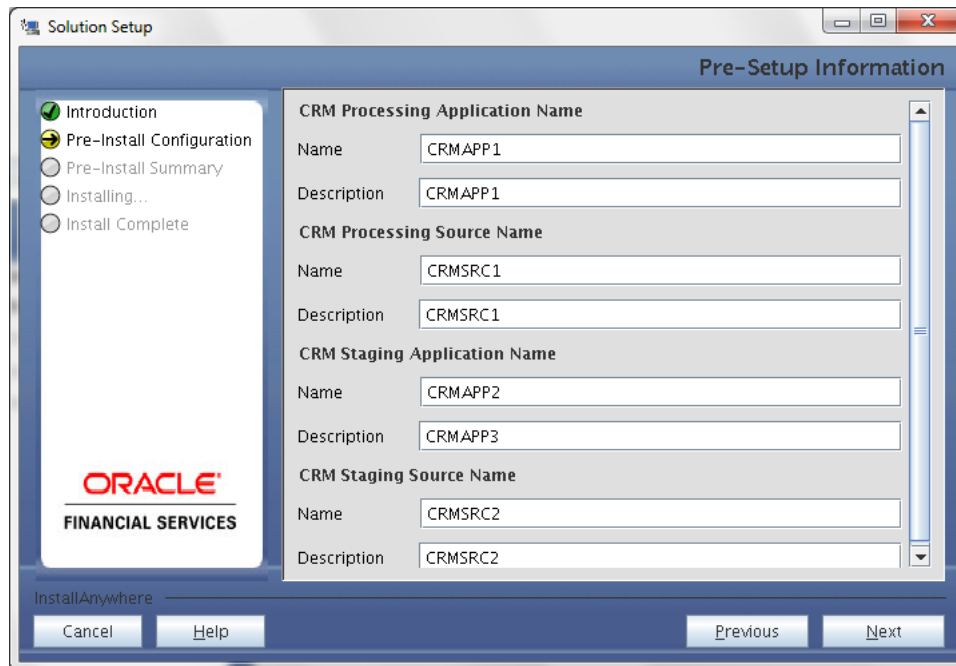 Solution Setup
Pre-Setup Information
Introduction
Pre-Install Configuration
Pre-Install Summary
Installing...
Install Complete
ORACLE®
FINANCIAL SERVICES
CRM Processing Application Name
Name CRMAPP1
Description CRMAPP1
CRM Processing Source Name
Name CRMSRC1
Description CRMSRC1
CRM Staging Application Name
Name CRMAPP2
Description CRMAPP3
CRM Staging Source Name
Name CRMSRC2
Description CRMSRC2
InstallAnywhere
Cancel Help Previous Next